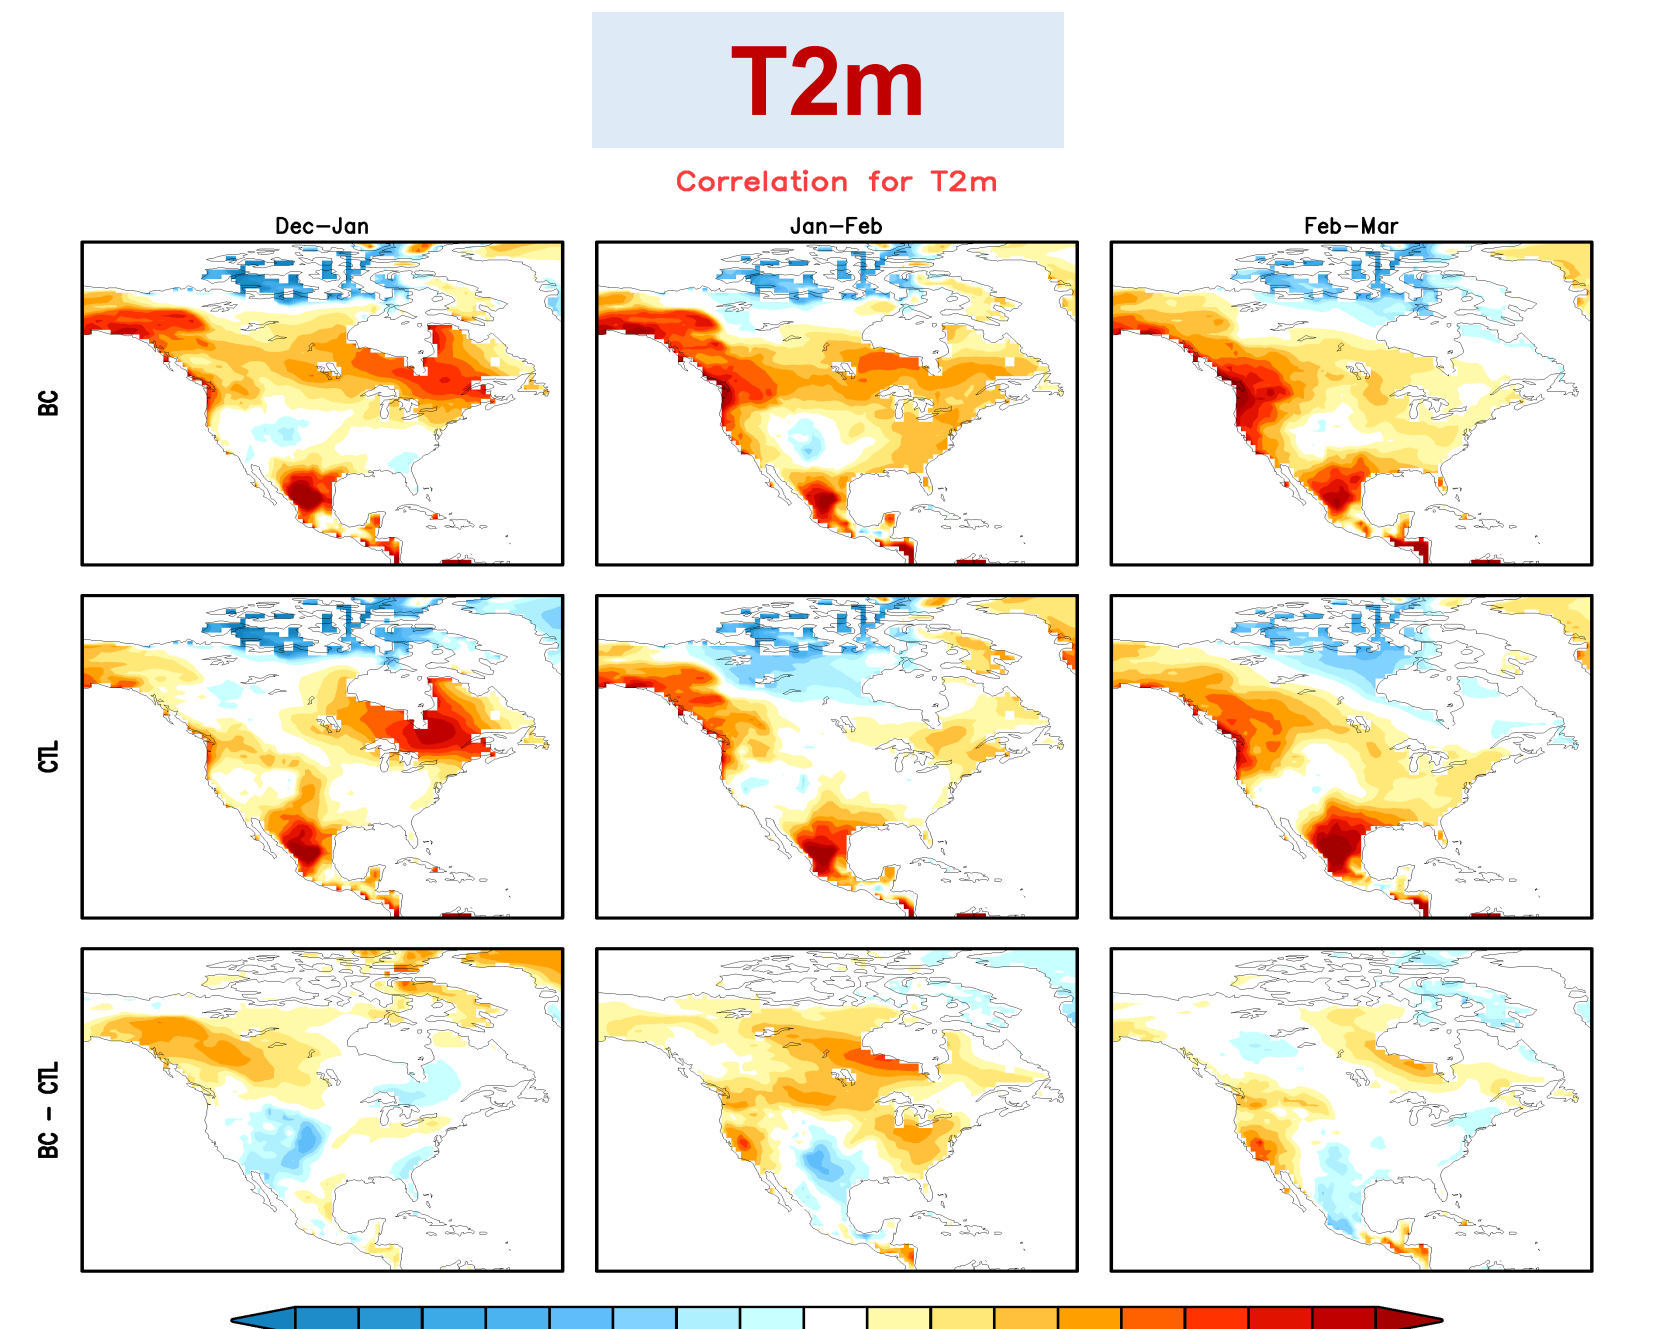 T2m
Correlation for T2m
Dec-Jan
Jan-Feb
Feb-Mar
BC
CTL
BC - CTL